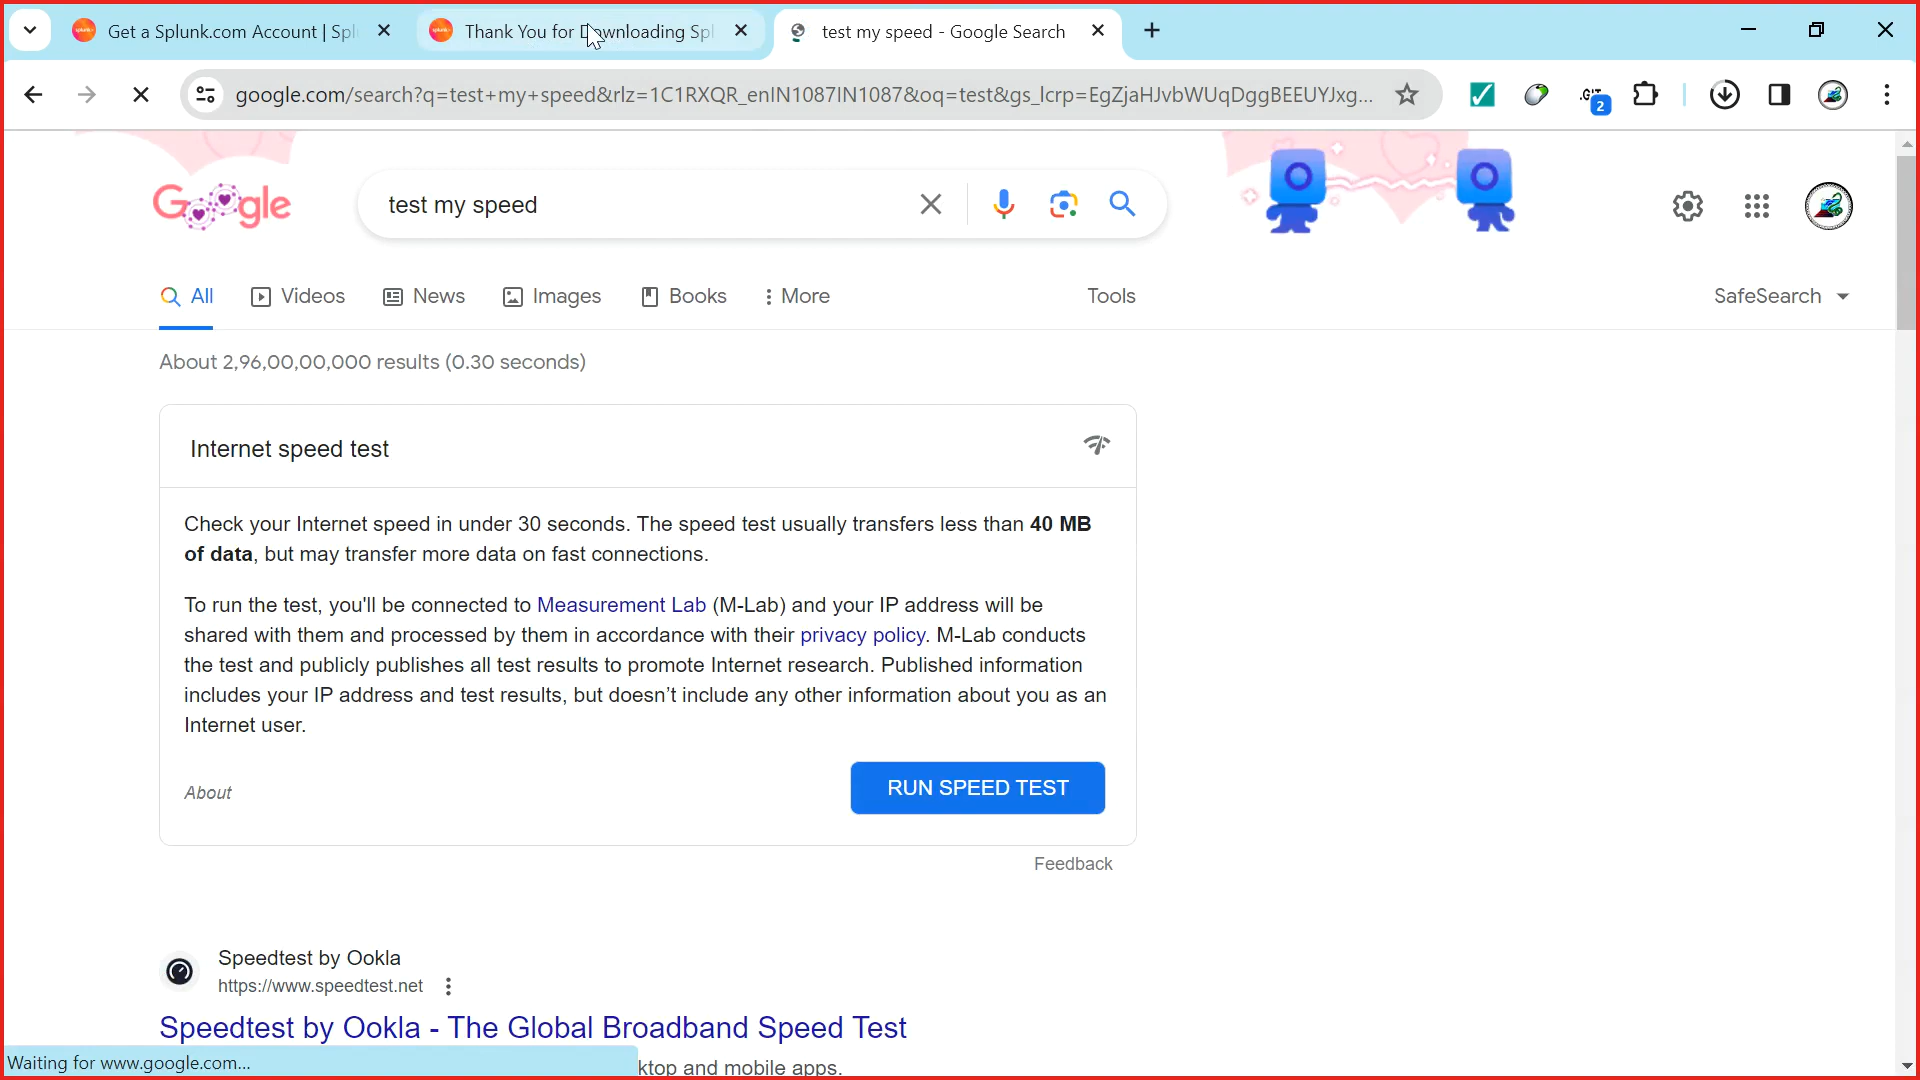 Get a Splunk.com Account | Spl
Thank You for Downloading Spl
test my speed - Google Search
google.com/search?q=test+my+speed&rlz=1C1RXQR_enIN1087IN1087&oq=test&gs_lcrp=EgZjaHJvbWUqDggBEEUYJxg...
.GIT
2
Google
test my speed
All
Videos
News
Images
Books
More
Tools
SafeSearch
About 2,96,00,00,000 results (0.30 seconds)
Internet speed test
Check your Internet speed in under 30 seconds. The speed test usually transfers less than 40 MB
of data, but may transfer more data on fast connections.
To run the test, you'll be connected to Measurement Lab (M-Lab) and your IP address will be
shared with them and processed by them in accordance with their privacy policy. M-Lab conducts
the test and publicly publishes all test results to promote Internet research. Published information
includes your IP address and test results, but doesn’t include any other information about you as an
Internet user.
About
RUN SPEED TEST
Feedback
Speedtest by Ookla
https://www.speedtest.net
Speedtest by Ookla - The Global Broadband Speed Test
Waiting for www.google.com...
ktop and mobile apps.